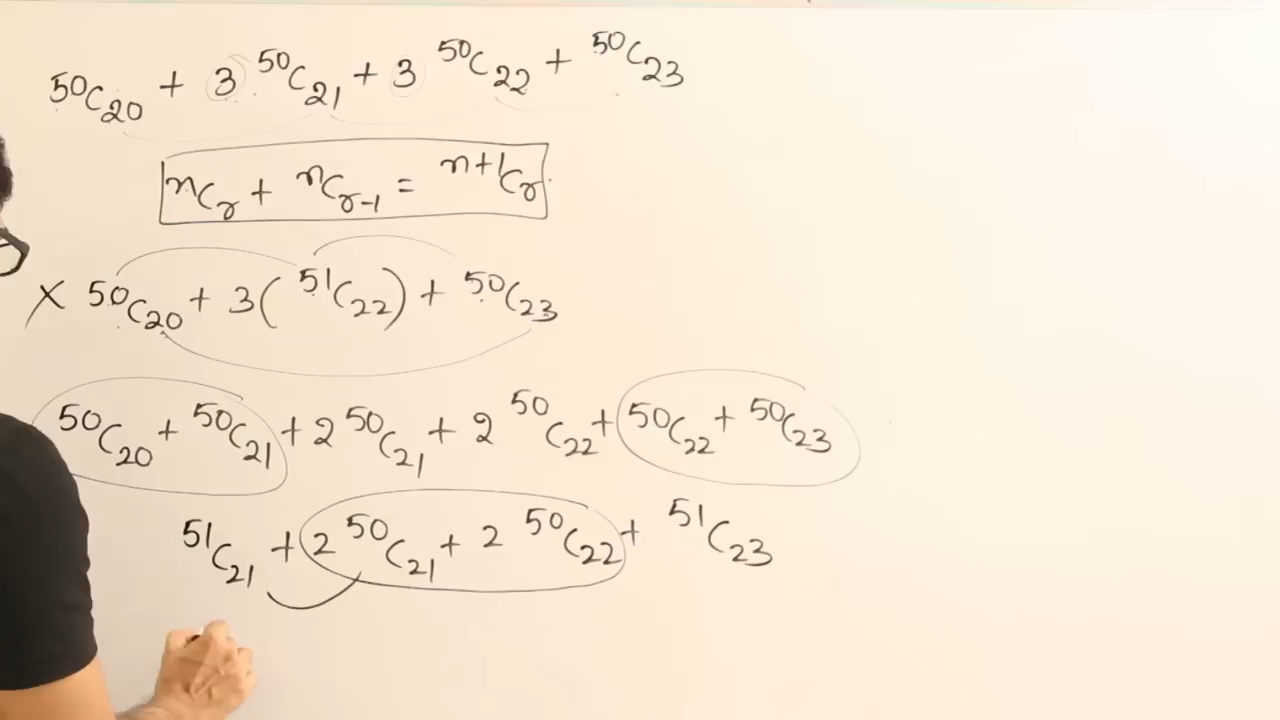 ⁵⁰C₂₀ + 3 ⁵⁰C₂₁ + 3 ⁵⁰C₂₂ + ⁵⁰C₂₃
ⁿCᵣ + ⁿCᵣ₋₁ = ⁿ⁺¹Cᵣ
× ⁵⁰C₂₀ + 3( ⁵¹C₂₂) + ⁵⁰C₂₃
⁵⁰C₂₀ + ⁵⁰C₂₁ + 2 ⁵⁰C₂₁ + 2 ⁵⁰C₂₂ + ⁵⁰C₂₂ + ⁵⁰C₂₃
⁵¹C₂₁ + 2 ⁵⁰C₂₁ + 2 ⁵⁰C₂₂ + ⁵¹C₂₃